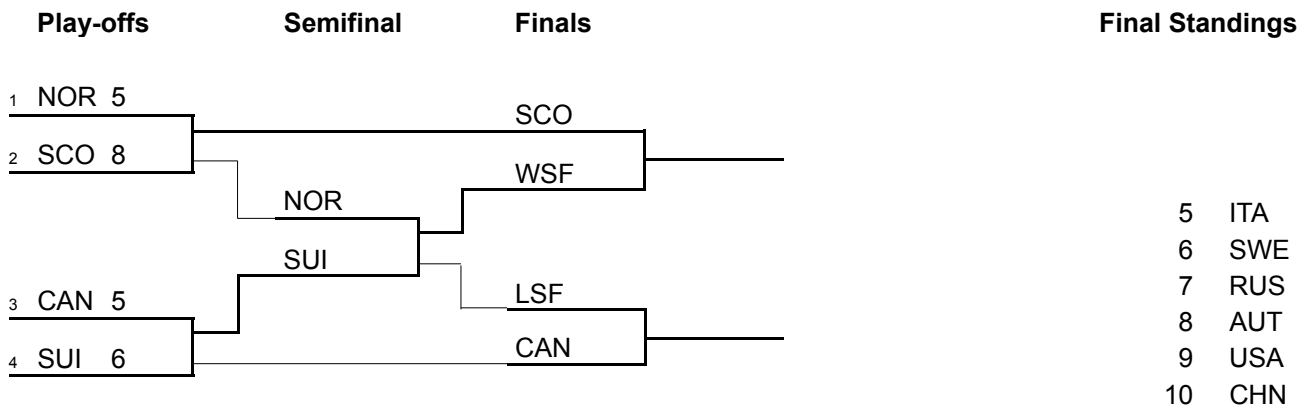 Play-offs Semifinal Finals Final Standings
1 NOR 5
SCO
2 SCO 8
WSF
NOR
5 ITA
SUI
6 SWE
3 CAN 5
LSF
7 RUS
8 AUT
4 SUI 6
CAN
9 USA
10 CHN